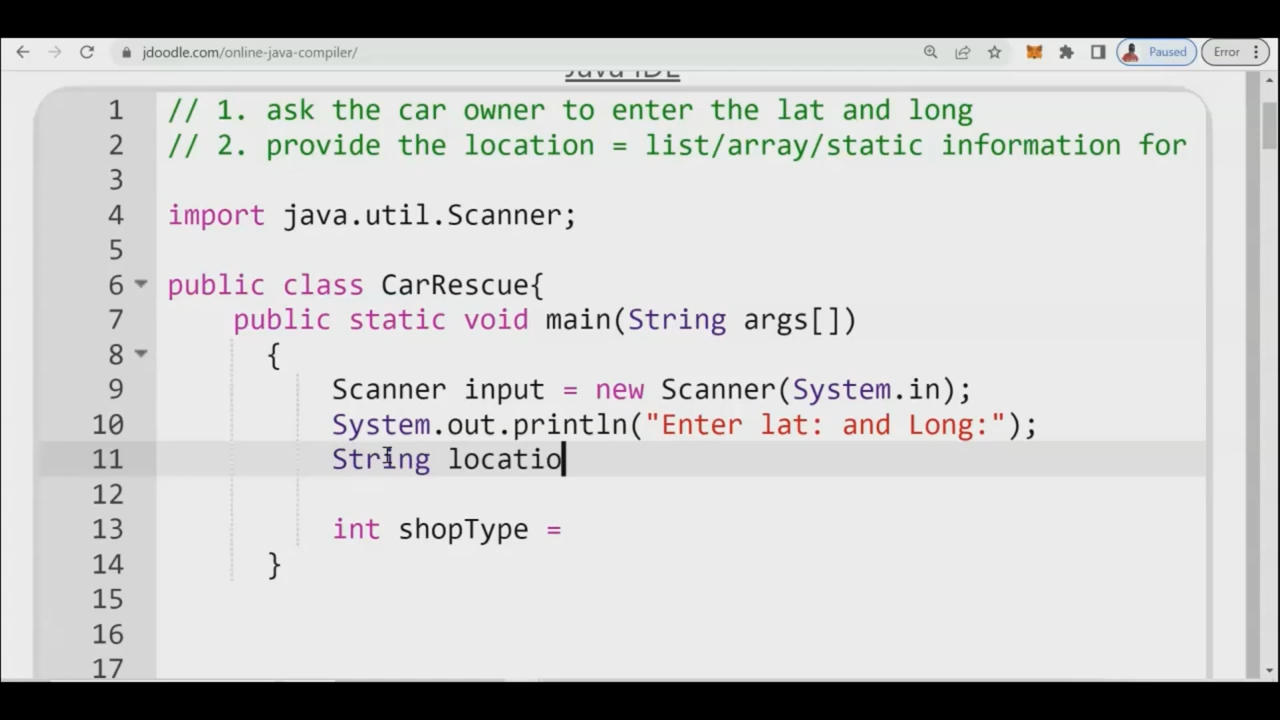 jdoodle.com/online-java-compiler/
Paused
Error
Java IDE
1 // 1. ask the car owner to enter the lat and long
2 // 2. provide the location = list/array/static information for
3
4 import java.util.Scanner;
5
6 public class CarRescue{
7 public static void main(String args[])
8 {
9 Scanner input = new Scanner(System.in);
10 System.out.println("Enter lat: and Long:");
11 String locatio
12
13 int shopType =
14 }
15
16
17